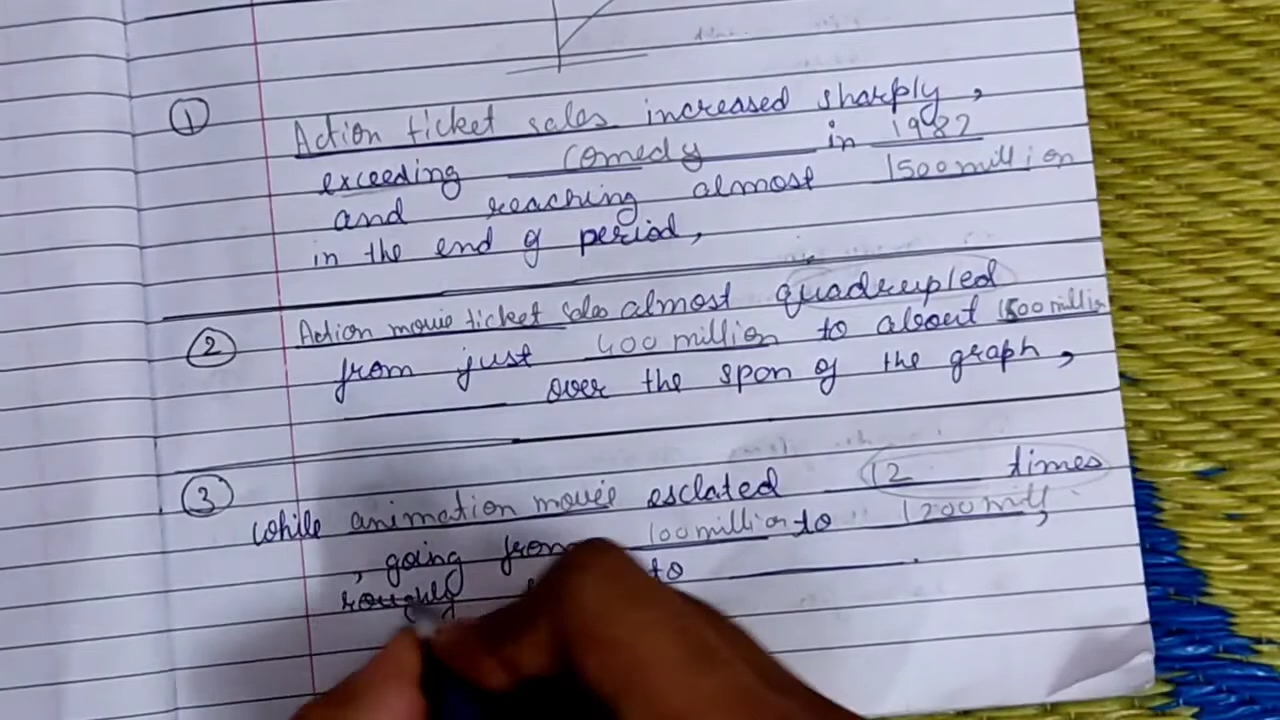 ①
Action ticket sales increased sharply,
exceeding comedy in 1982
and reaching almost 1500 million
in the end of period,
② Action movie ticket sales almost quadrupled
from just 400 million to about 1500 million
over the span of the graph,
③
while animation movie esclated 12 times
, going from 100 million to 1200 mill,
roughly to